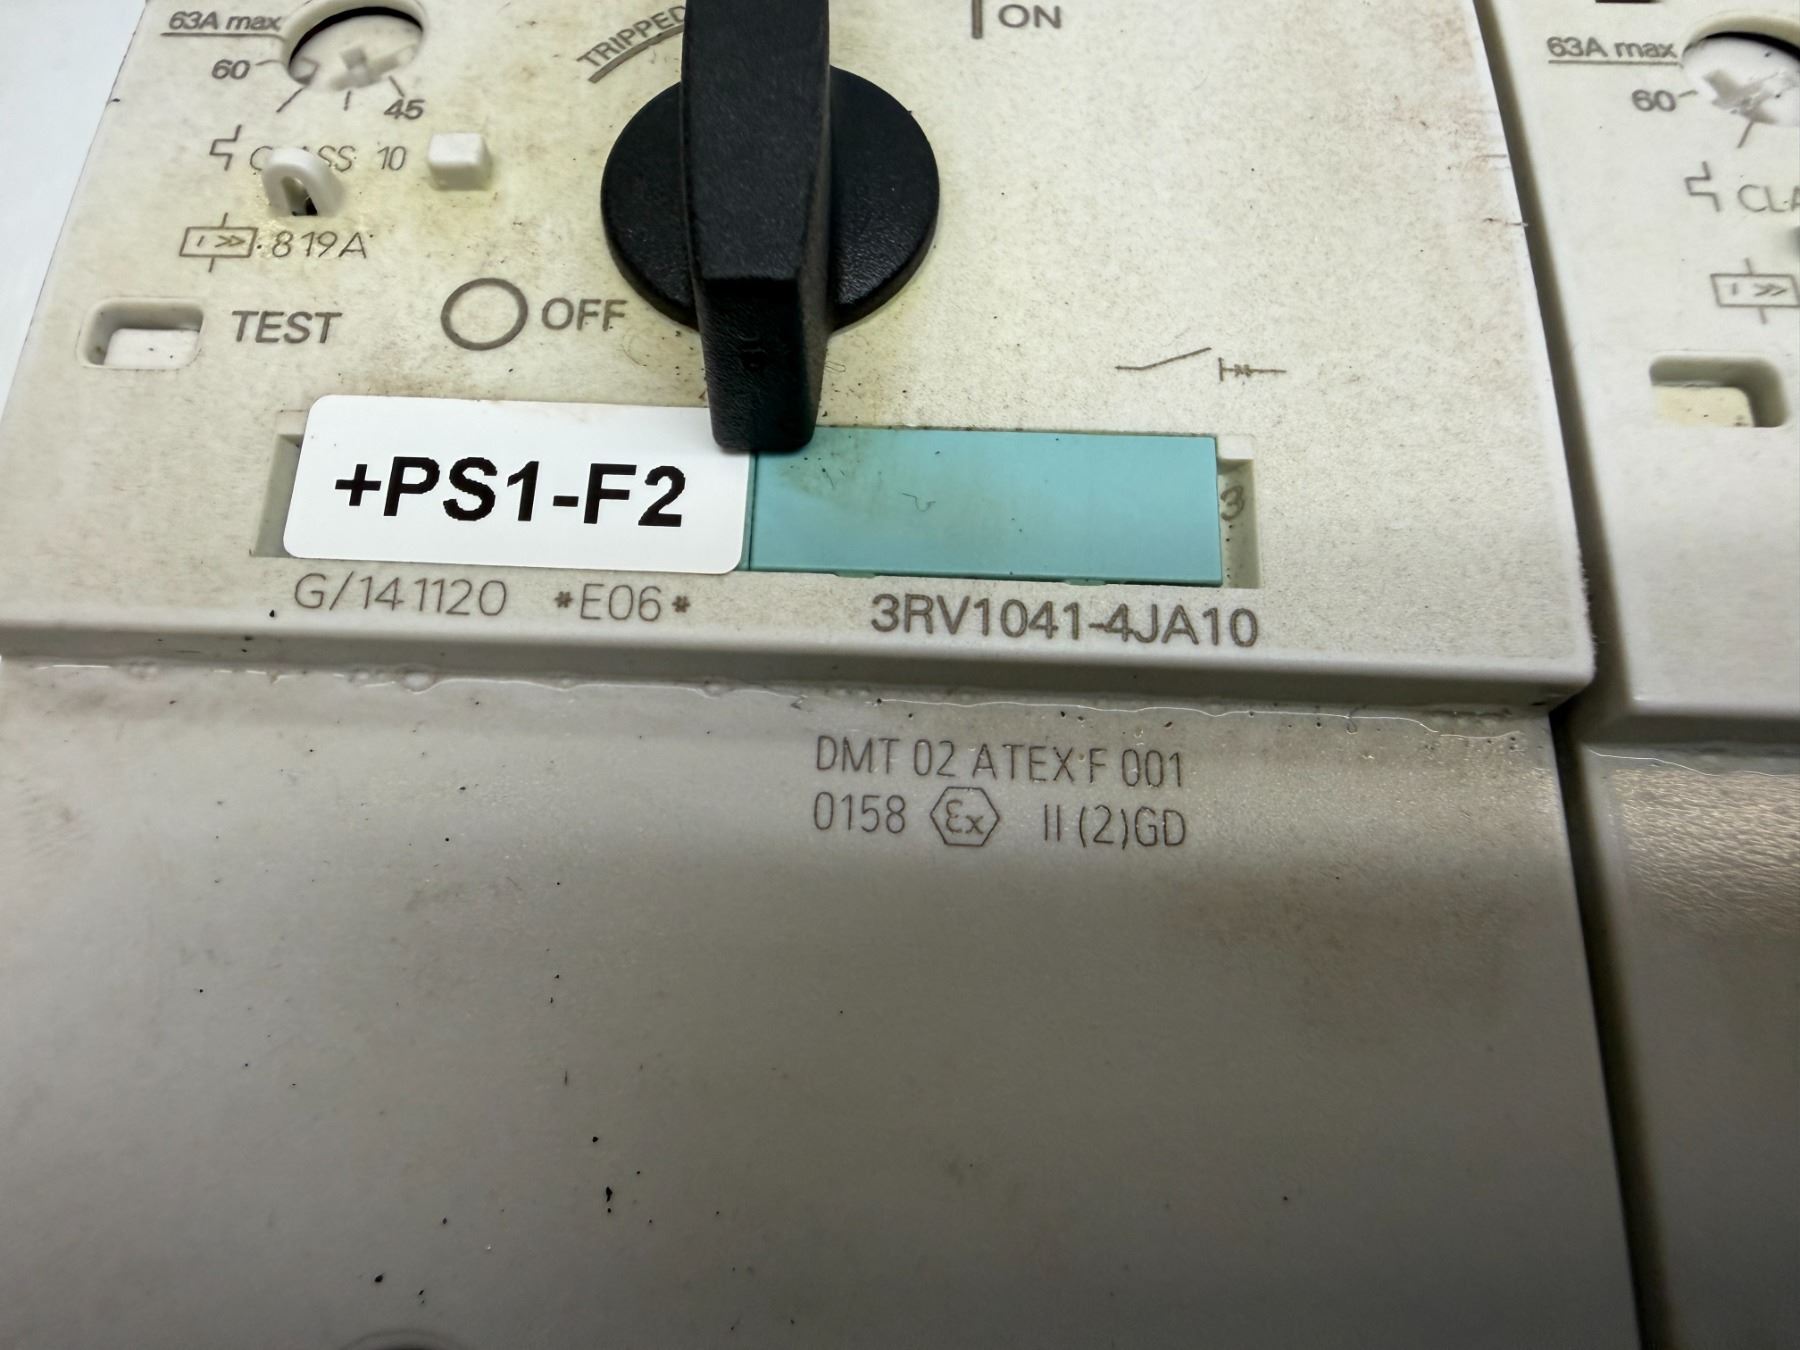 63A max
60
45
TRIPPED
ON
CLASS 10
819A
TEST
OFF
+PS1-F2
3
G/141120 *E06*
3RV1041-4JA10
DMT 02 ATEX F 001
0158 Ex II (2)GD
63A max
60